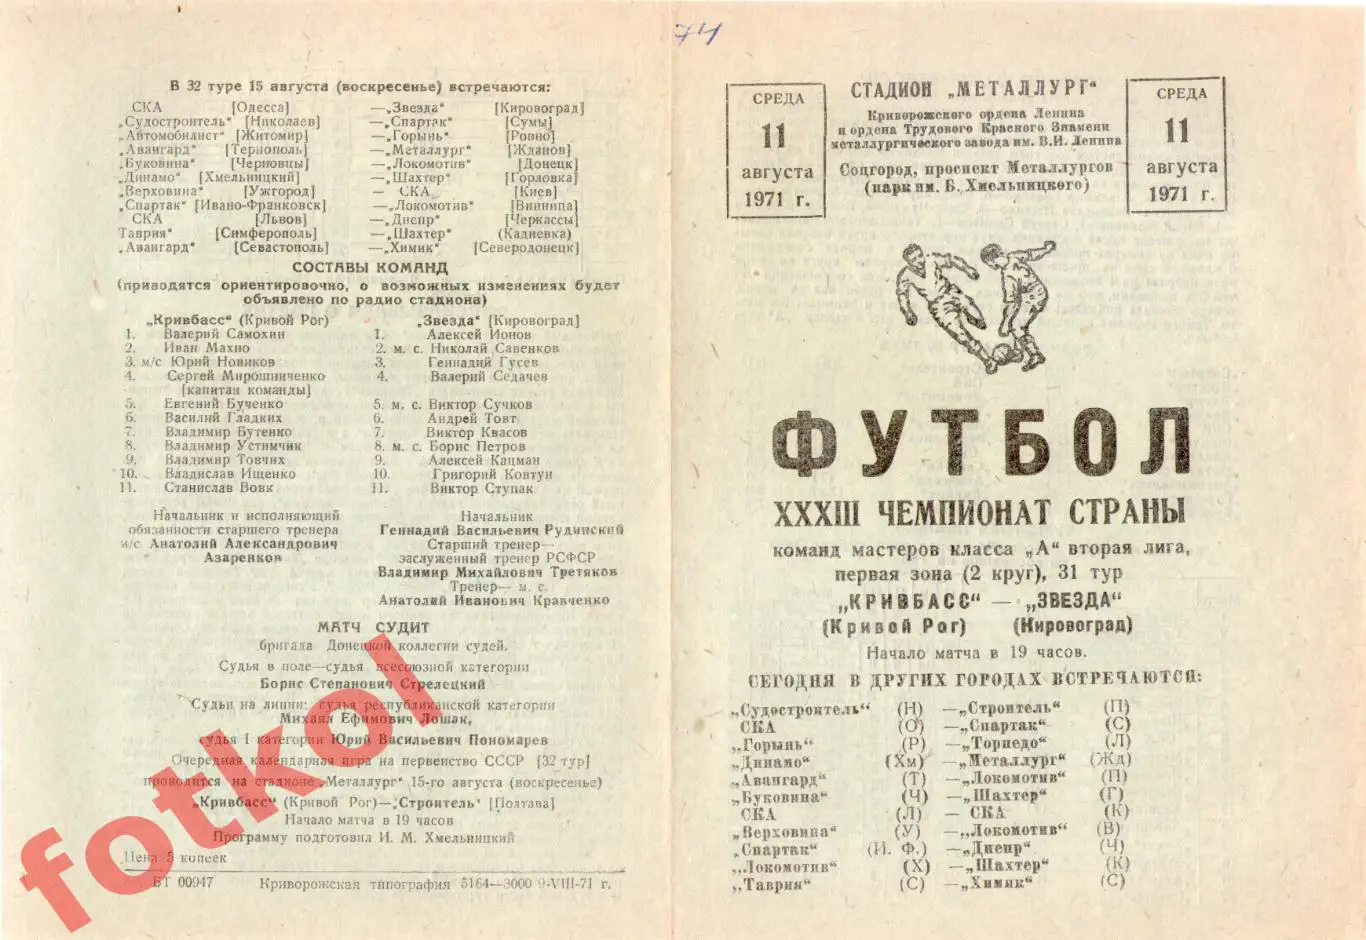 74
В 32 туре 15 августа (воскресенье) встречаются:
СКА [Одесса] —„Звезда“ [Кировоград]
„Судостроитель“ [Николаев] —„Спартак“ [Сумы]
„Автомобилист“ [Житомир] —„Горынь“ [Ровно]
„Авангард“ [Тернополь] —„Металлург“ [Жданов]
„Буковина“ [Черновцы] —„Локомотив“ [Донецк]
„Динамо“ [Хмельницкий] —„Шахтер“ [Горловка]
„Верховина“ [Ужгород] — СКА [Киев]
„Спартак“ [Ивано-Франковск] —„Локомотив“ [Винница]
СКА [Львов] —„Днепр“ [Черкассы]
Таврия“ [Симферополь] —„Шахтер“ (Кадиевка)
„Авангард“ [Севастополь] —„Химик“ [Северодонецк]
СОСТАВЫ КОМАНД
(приводятся ориентировочно, о возможных изменениях будет
объявлено по радио стадиона)
„Кривбасс“ (Кривой Рог)
1. Валерий Самохин
2. Иван Махно
3. м/с Юрий Новиков
4. Сергей Мирошниченко
[капитан команды]
5. Евгений Бученко
6. Василий Гладких
7. Владимир Бутенко
8. Владимир Устимчик
9. Владимир Товчих
10. Владислав Ищенко
11. Станислав Вовк
Начальник и исполняющий
обязанности старшего тренера
м/с Анатолий Александрович
Азаренков
„Звезда“ [Кировоград]
1. Алексей Ионов
2. м. с. Николай Савенков
3. Геннадий Гусев
4. Валерий Седачев
5. м. с. Виктор Сучков
6. Андрей Товт
7. Виктор Квасов
8. м. с. Борис Петров
9. Алексей Кацман
10. Григорий Ковтун
11. Виктор Ступак
Начальник
Геннадий Васильевич Рудинский
Старший тренер—
заслуженный тренер РСФСР
Владимир Михайлович Третяков
Тренер— м. с.
Анатолий Иванович Кравченко
МАТЧ СУДИТ
бригада Донецкой коллегии судей.
Судья в поле—судья всесоюзной категории
Борис Степанович Стрелецкий
Судьи на линии: судья республиканской категории
Михаил Ефимович Лошак,
судья 1 категории Юрий Васильевич Пономарев
Очередная календарная игра на первенство СССР [32 тур]
проводится на стадионе „Металлург“ 15-го августа (воскресенье)
„Кривбасс“ (Кривой Рог)—„Строитель“ [Полтава]
Начало матча в 19 часов
Программу подготовил И. М. Хмельницкий
Цена 5 копеек
БТ 00947 Криворожская типография 5164—3000 9-VIII-71 г.
fotkol
СРЕДА
11
августа
1971 г.
СТАДИОН „МЕТАЛЛУРГ“
Криворожского ордена Ленина
и ордена Трудового Красного Знамени
металлургического завода им. В.И. Ленина
Соцгород, проспект Металлургов
(парк им. Б. Хмельницкого)
СРЕДА
11
августа
1971 г.
ФУТБОЛ
XXXIII ЧЕМПИОНАТ СТРАНЫ
команд мастеров класса „А“ вторая лига,
первая зона (2 круг), 31 тур
„КРИВБАСС“ — „ЗВЕЗДА“
(Кривой Рог) (Кировоград)
Начало матча в 19 часов.
СЕГОДНЯ В ДРУГИХ ГОРОДАХ ВСТРЕЧАЮТСЯ:
„Судостроитель“ (Н) —„Строитель“ (П)
СКА (О) —„Спартак“ (С)
„Горынь“ (Р) —„Торпедо“ (Л)
„Динамо“ (Хм) —„Металлург“ (Жд)
„Авангард“ (Т) —„Локомотив“ (П)
„Буковина“ (Ч) —„Шахтер“ (Г)
СКА (Л) — СКА (К)
„Верховина“ (У) —„Локомотив“ (В)
„Спартак“ (И. Ф.) —„Днепр“ (Ч)
„Локомотив“ (Х) —„Шахтер“ (К)
„Таврия“ (С) —„Химик“ (С)